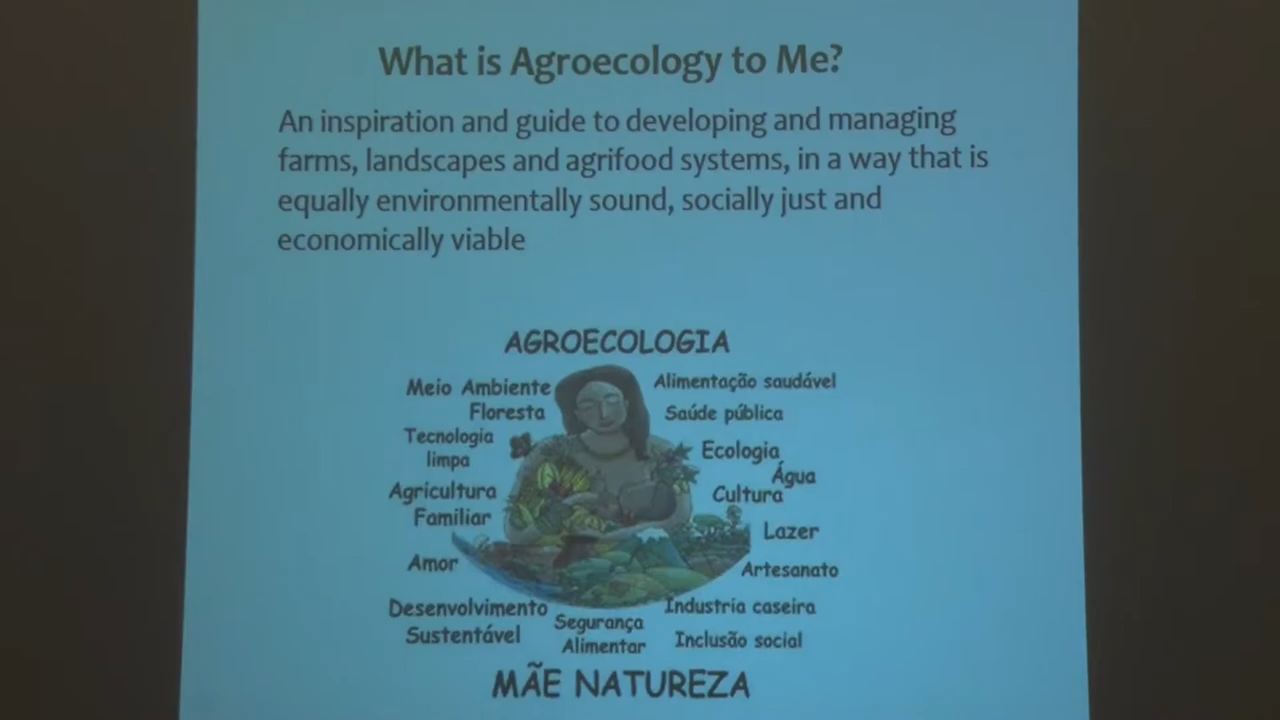 What is Agroecology to Me?
An inspiration and guide to developing and managing
farms, landscapes and agrifood systems, in a way that is
equally environmentally sound, socially just and
economically viable
AGROECOLOGIA
Meio Ambiente
Floresta
Tecnologia
limpa
Agricultura
Familiar
Amor
Desenvolvimento
Sustentável
Segurança
Alimentar
Alimentação saudável
Saúde pública
Ecologia
Água
Cultura
Lazer
Artesanato
Industria caseira
Inclusão social
MÃE NATUREZA